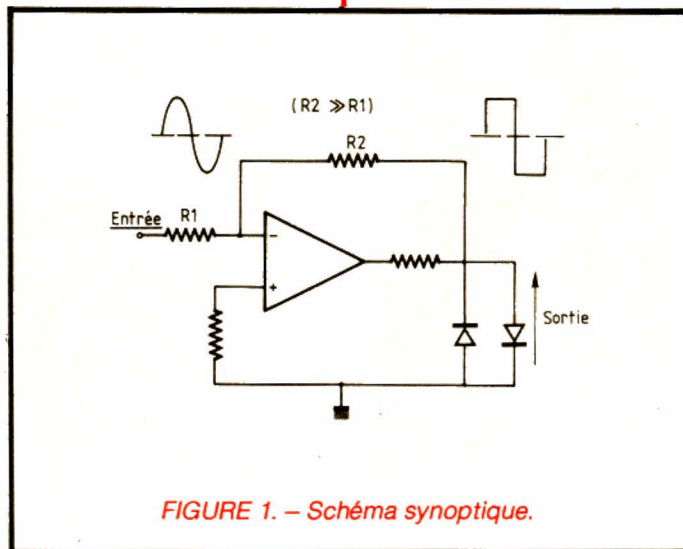 (R2 ≫ R1)
R2
Entrée
R1
−
+
Sortie
FIGURE 1. – Schéma synoptique.